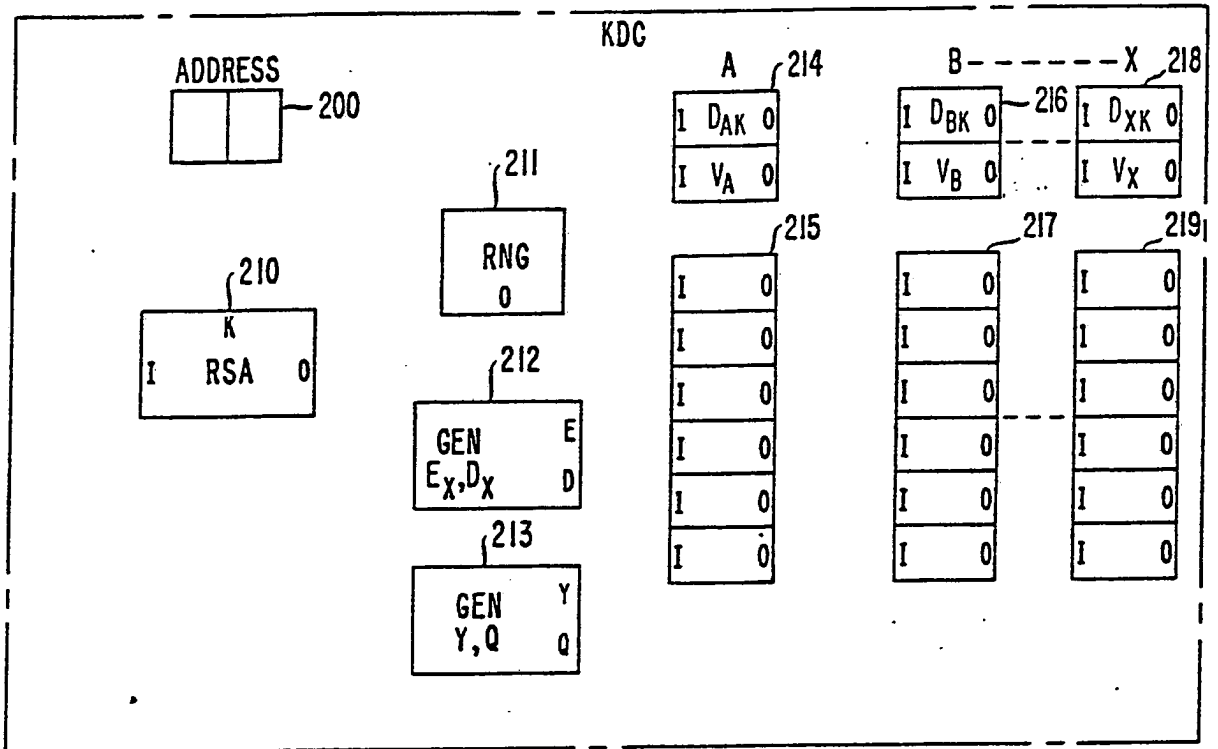 KDC
ADDRESS
200
A
214
B
X
218
I D_AK O
I V_A O
I D_BK O
216
I V_B O
I D_XK O
I V_X O
211
RNG
O
210
K
I RSA O
212
GEN E
E_X,D_X D
213
GEN Y
Y,Q Q
215
I O
I O
I O
I O
I O
I O
217
I O
I O
I O
I O
I O
I O
219
I O
I O
I O
I O
I O
I O